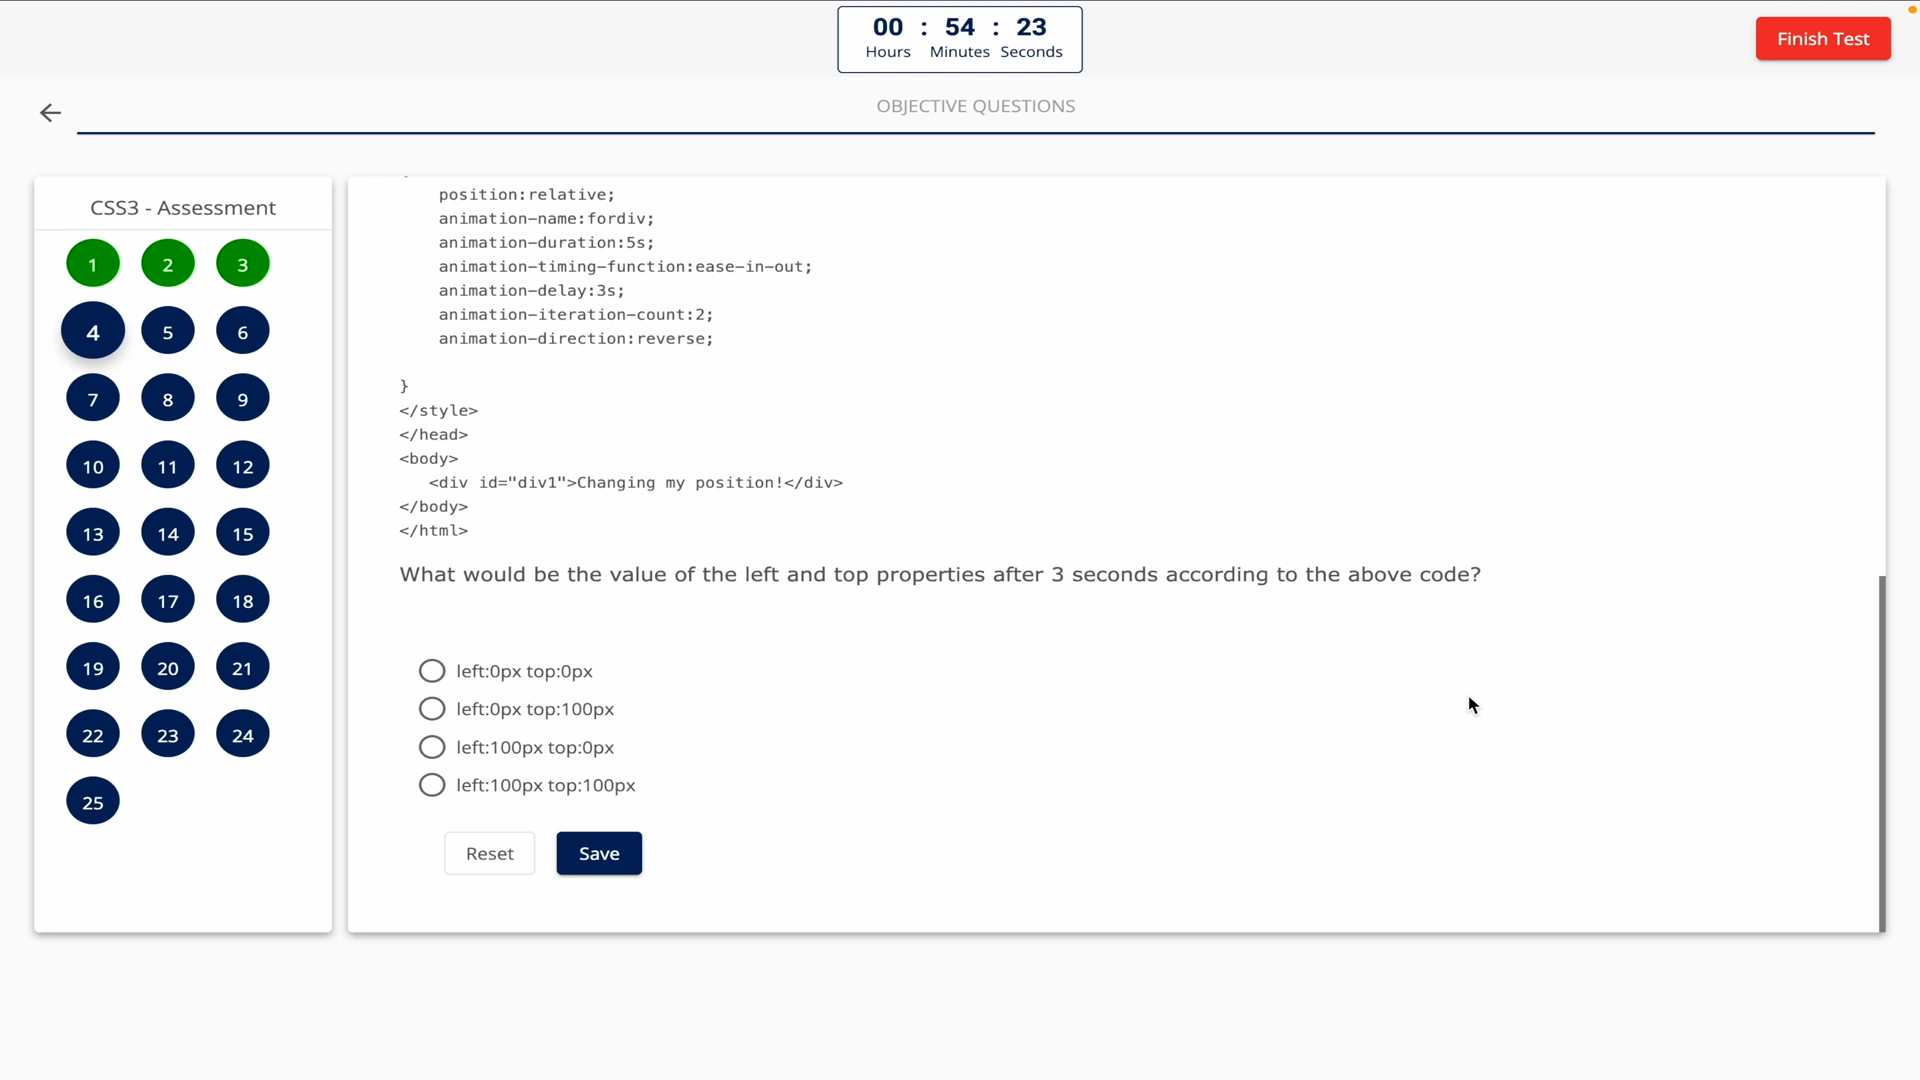 00 : 54 : 23
Hours Minutes Seconds
Finish Test
OBJECTIVE QUESTIONS
CSS3 - Assessment
1 2 3
4 5 6
7 8 9
10 11 12
13 14 15
16 17 18
19 20 21
22 23 24
25
position:relative;
animation-name:fordiv;
animation-duration:5s;
animation-timing-function:ease-in-out;
animation-delay:3s;
animation-iteration-count:2;
animation-direction:reverse;
}
</style>
</head>
<body>
<div id="div1">Changing my position!</div>
</body>
</html>
What would be the value of the left and top properties after 3 seconds according to the above code?
left:0px top:0px
left:0px top:100px
left:100px top:0px
left:100px top:100px
Reset Save